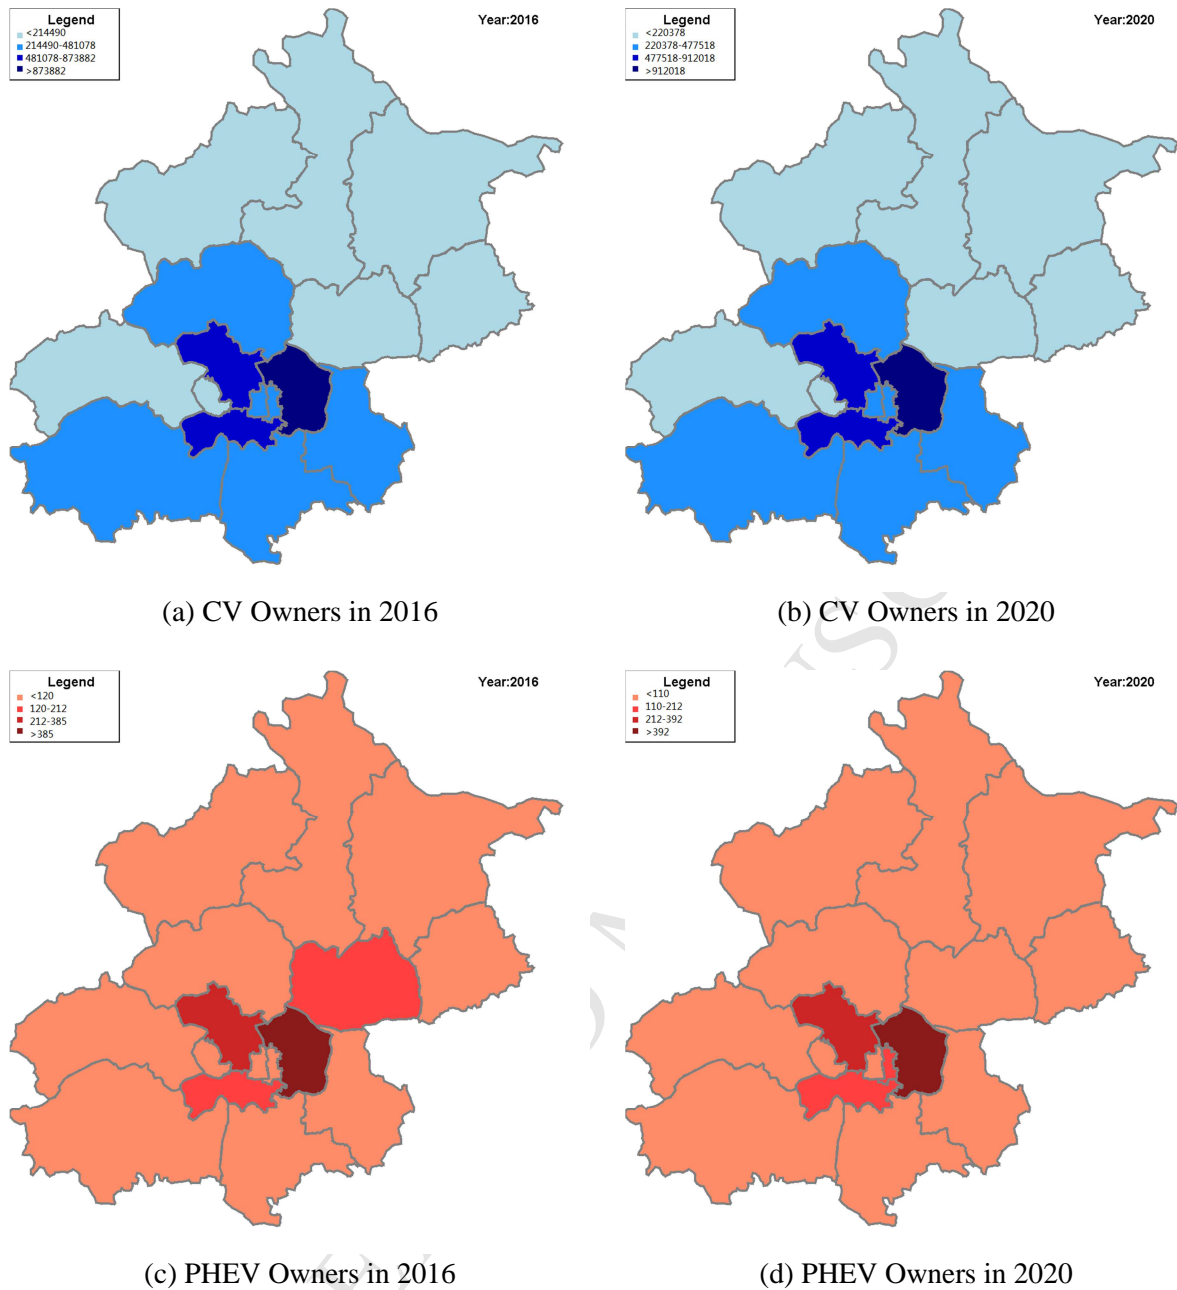 Legend
<214490
214490-481078
481078-873882
>873882
Year:2016
Legend
<220378
220378-477518
477518-912018
>912018
Year:2020
(a) CV Owners in 2016
(b) CV Owners in 2020
Legend
<120
120-212
212-385
>385
Year:2016
Legend
<110
110-212
212-392
>392
Year:2020
(c) PHEV Owners in 2016
(d) PHEV Owners in 2020